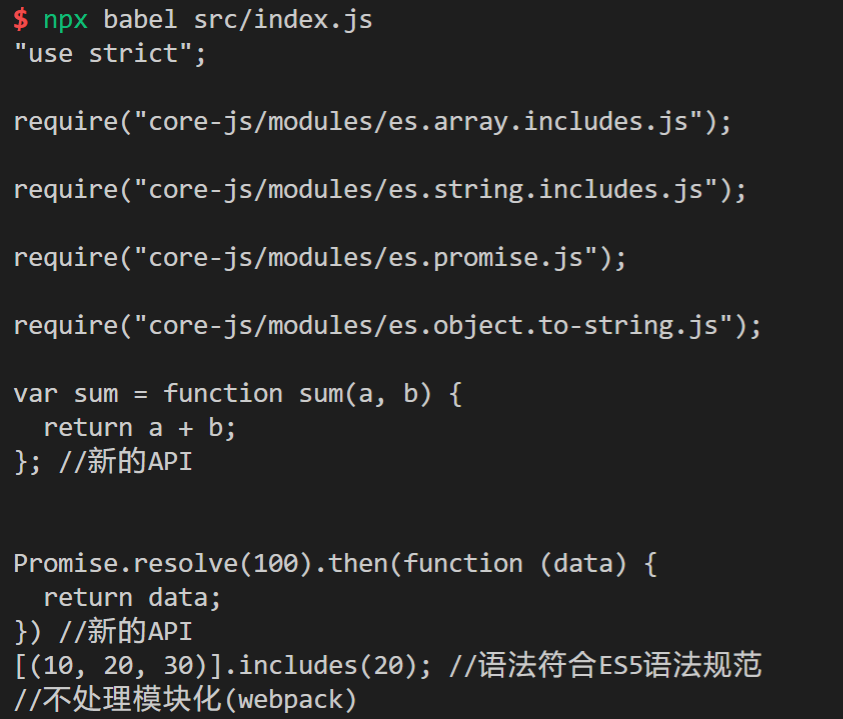 $ npx babel src/index.js
"use strict";
require("core-js/modules/es.array.includes.js");
require("core-js/modules/es.string.includes.js");
require("core-js/modules/es.promise.js");
require("core-js/modules/es.object.to-string.js");
var sum = function sum(a, b) {
  return a + b;
}; //新的API
Promise.resolve(100).then(function (data) {
  return data;
}) //新的API
[(10, 20, 30)].includes(20); //语法符合ES5语法规范
//不处理模块化(webpack)